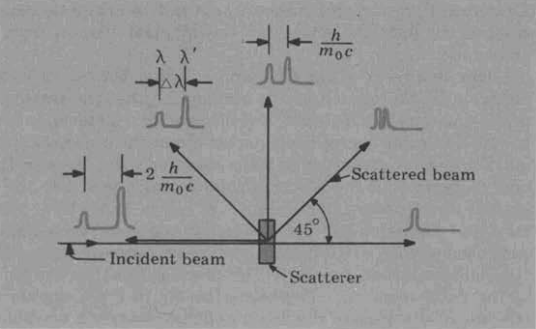 λ λ′
Δλ
h/m₀c
2 h/m₀c
Scattered beam
45°
Incident beam
Scatterer